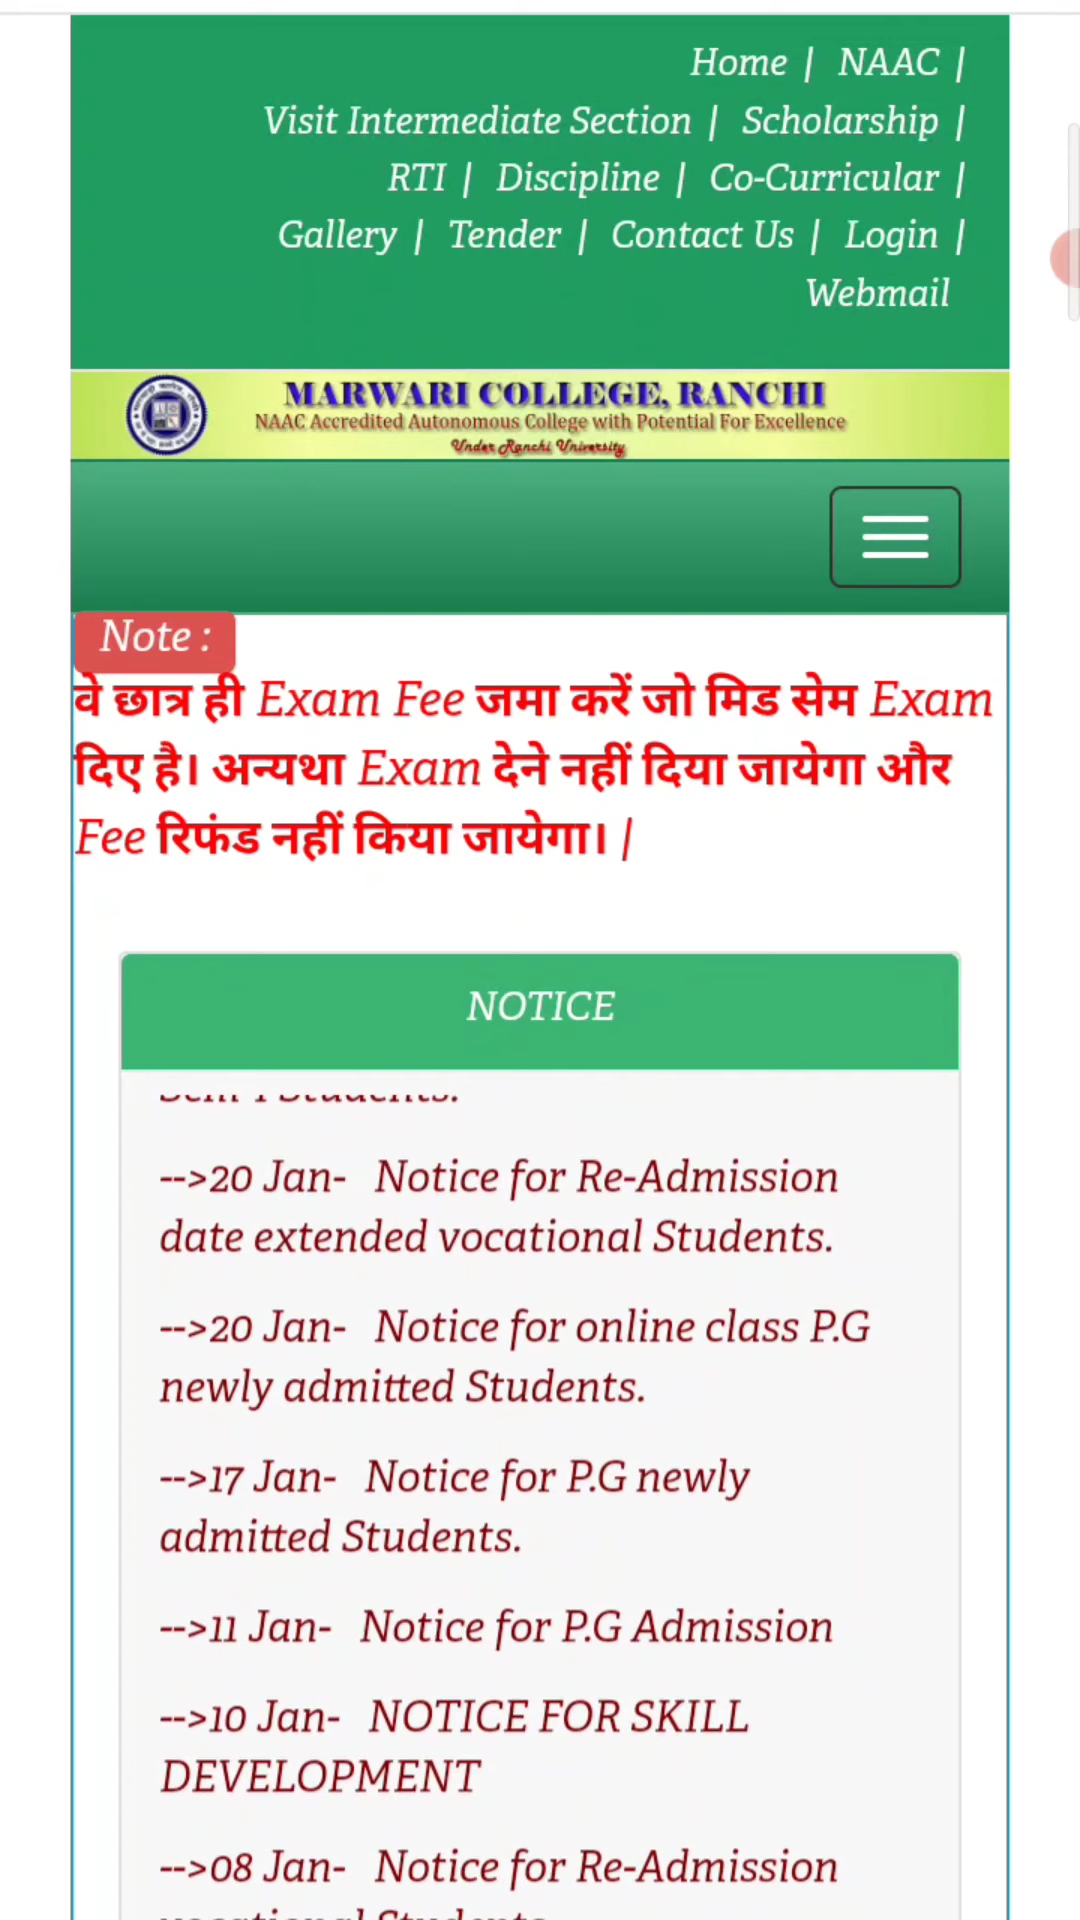 Home | NAAC |
Visit Intermediate Section | Scholarship |
RTI | Discipline | Co-Curricular |
Gallery | Tender | Contact Us | Login |
Webmail
MARWARI COLLEGE, RANCHI
NAAC Accredited Autonomous College with Potential For Excellence
Under Ranchi University
Note :
वे छात्र ही Exam Fee जमा करें जो मिड सेम Exam
दिए है। अन्यथा Exam देने नहीं दिया जायेगा और
Fee रिफंड नहीं किया जायेगा। |
NOTICE
Students.
-->20 Jan- Notice for Re-Admission
date extended vocational Students.
-->20 Jan- Notice for online class P.G
newly admitted Students.
-->17 Jan- Notice for P.G newly
admitted Students.
-->11 Jan- Notice for P.G Admission
-->10 Jan- NOTICE FOR SKILL
DEVELOPMENT
-->08 Jan- Notice for Re-Admission
vocational Students